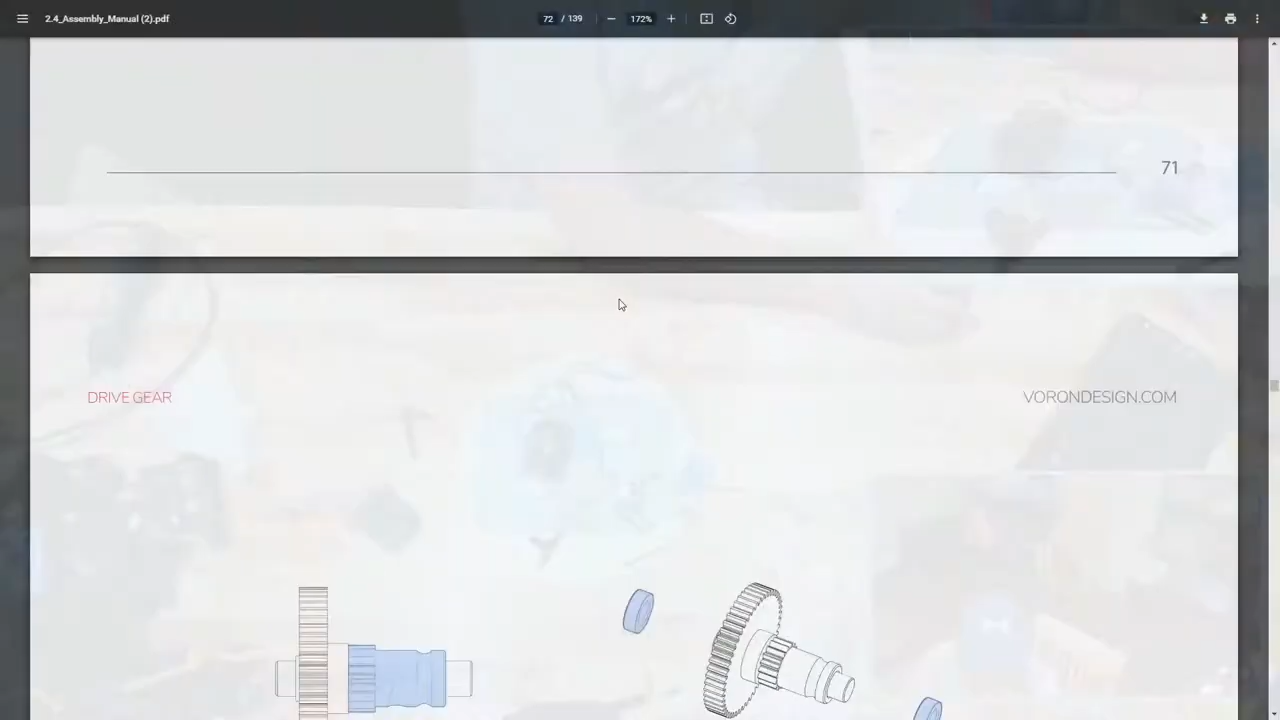 2.4_Assembly_Manual (2).pdf
72 / 139
172%
71
DRIVE GEAR
VORONDESIGN.COM